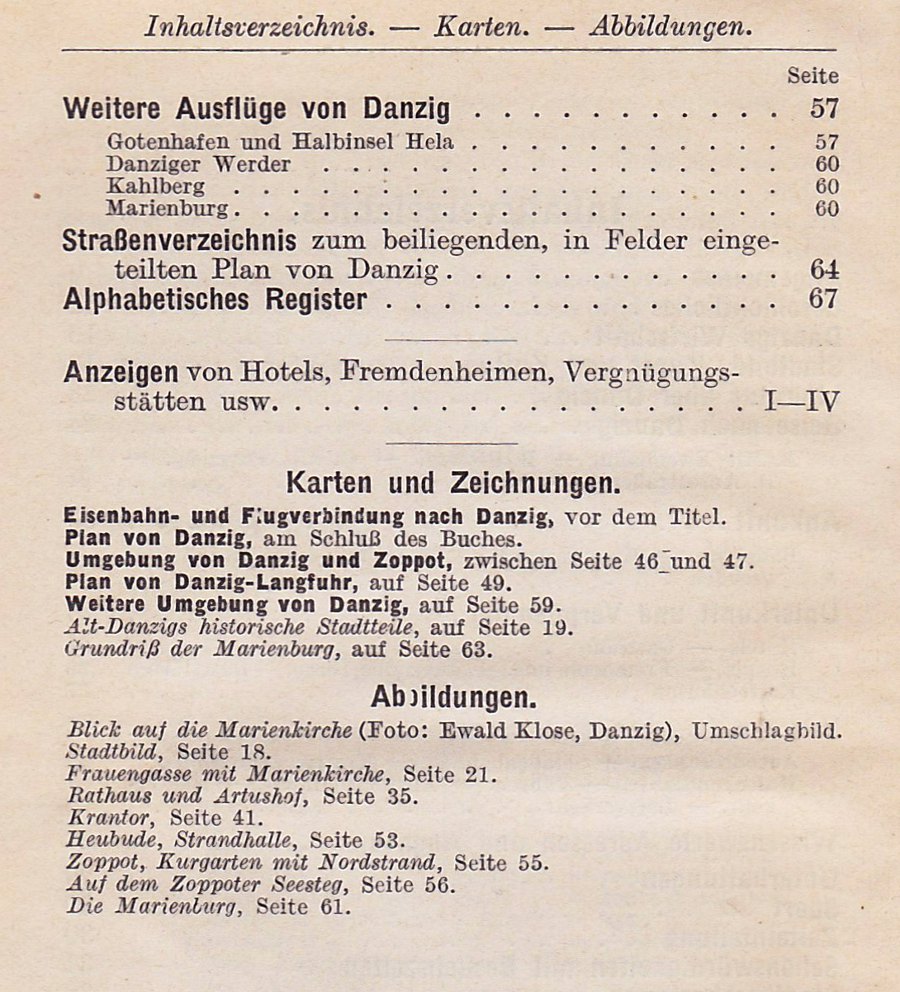 Inhaltsverzeichnis. — Karten. — Abbildungen.
Seite
Weitere Ausflüge von Danzig . . . . . . . . . . . 57
Gotenhafen und Halbinsel Hela . . . . . . . . . . . 57
Danziger Werder . . . . . . . . . . . . . . . . 60
Kahlberg . . . . . . . . . . . . . . . . . . . 60
Marienburg . . . . . . . . . . . . . . . . . . . 60
Straßenverzeichnis zum beiliegenden, in Felder einge-
teilten Plan von Danzig . . . . . . . . . . . . 64
Alphabetisches Register . . . . . . . . . . . . . . 67
Anzeigen von Hotels, Fremdenheimen, Vergnügungs-
stätten usw. . . . . . . . . . . . . . . . . . I—IV
Karten und Zeichnungen.
Eisenbahn- und Flugverbindung nach Danzig, vor dem Titel.
Plan von Danzig, am Schluß des Buches.
Umgebung von Danzig und Zoppot, zwischen Seite 46 und 47.
Plan von Danzig-Langfuhr, auf Seite 49.
Weitere Umgebung von Danzig, auf Seite 59.
Alt-Danzigs historische Stadtteile, auf Seite 19.
Grundriß der Marienburg, auf Seite 63.
Abbildungen.
Blick auf die Marienkirche (Foto: Ewald Klose, Danzig), Umschlagbild.
Stadtbild, Seite 18.
Frauengasse mit Marienkirche, Seite 21.
Rathaus und Artushof, Seite 35.
Krantor, Seite 41.
Heubude, Strandhalle, Seite 53.
Zoppot, Kurgarten mit Nordstrand, Seite 55.
Auf dem Zoppoter Seesteg, Seite 56.
Die Marienburg, Seite 61.